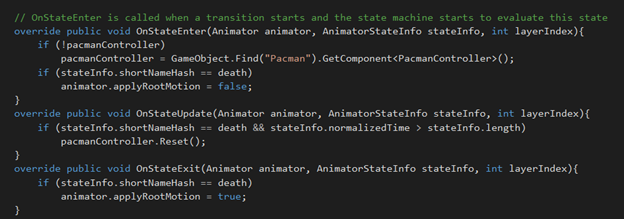 // OnStateEnter is called when a transition starts and the state machine starts to evaluate this state
override public void OnStateEnter(Animator animator, AnimatorStateInfo stateInfo, int layerIndex){
    if (!pacmanController)
        pacmanController = GameObject.Find("Pacman").GetComponent<PacmanController>();
    if (stateInfo.shortNameHash == death)
        animator.applyRootMotion = false;
}
override public void OnStateUpdate(Animator animator, AnimatorStateInfo stateInfo, int layerIndex){
    if (stateInfo.shortNameHash == death && stateInfo.normalizedTime > stateInfo.length)
        pacmanController.Reset();
}
override public void OnStateExit(Animator animator, AnimatorStateInfo stateInfo, int layerIndex){
    if (stateInfo.shortNameHash == death)
        animator.applyRootMotion = true;
}